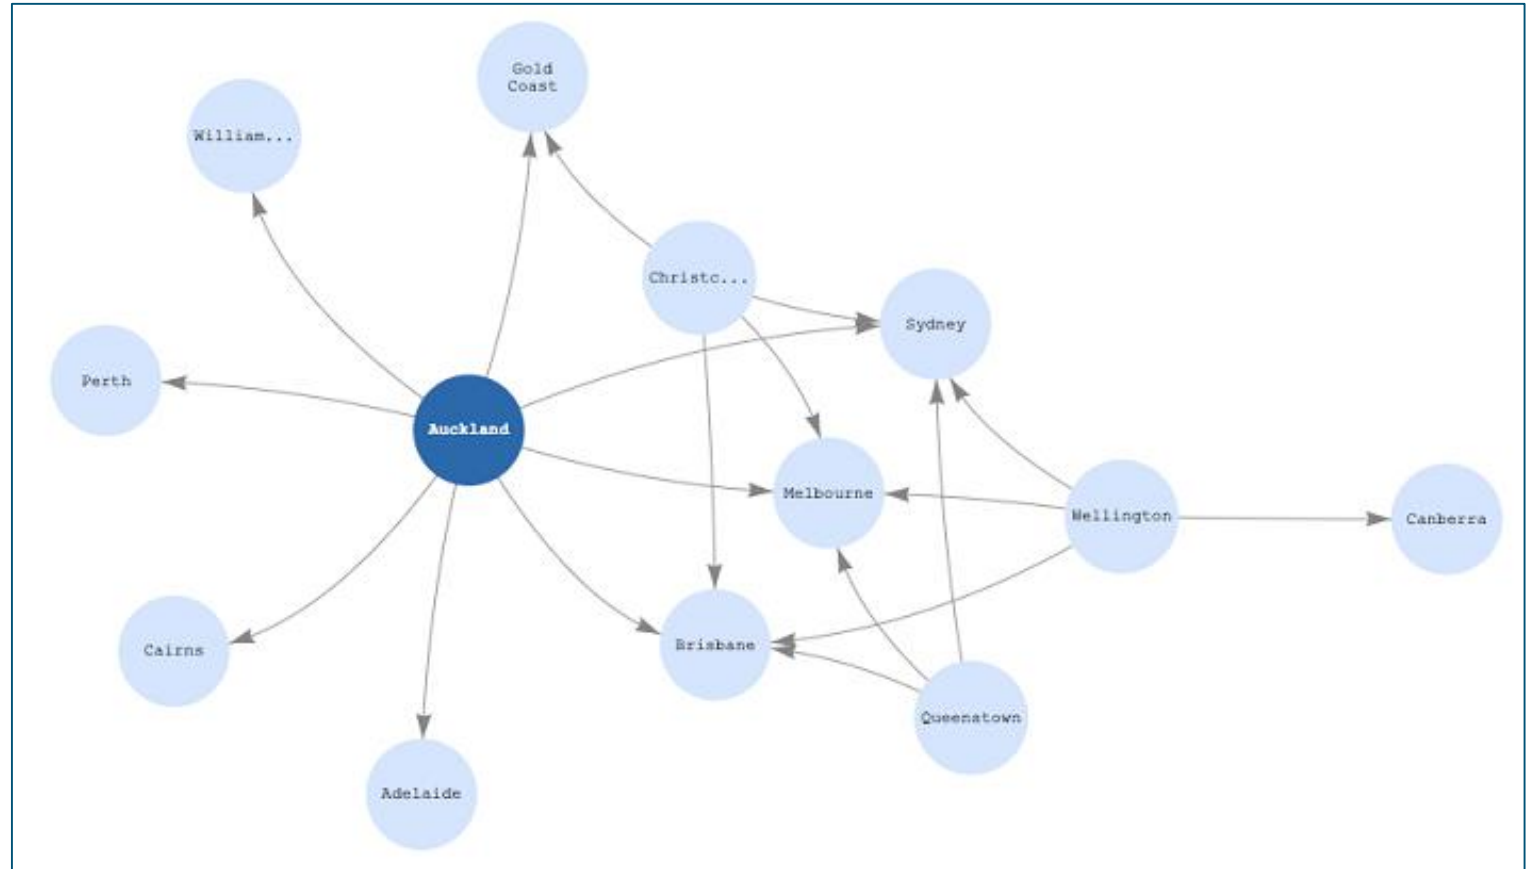 Gold
Coast
William...
Christc...
Sydney
Perth
Auckland
Melbourne
Wellington
Canberra
Cairns
Brisbane
Queenstown
Adelaide